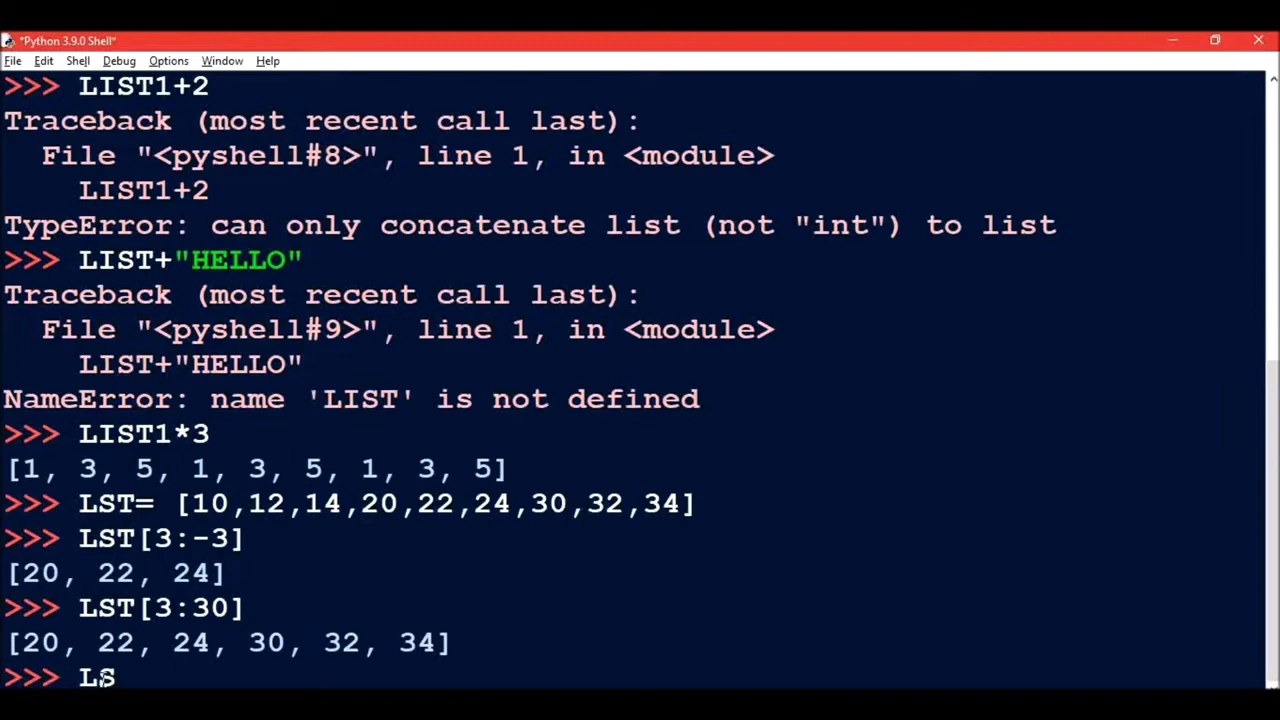 *Python 3.9.0 Shell*
File Edit Shell Debug Options Window Help
>>> LIST1+2
Traceback (most recent call last):
  File "<pyshell#8>", line 1, in <module>
    LIST1+2
TypeError: can only concatenate list (not "int") to list
>>> LIST+"HELLO"
Traceback (most recent call last):
  File "<pyshell#9>", line 1, in <module>
    LIST+"HELLO"
NameError: name 'LIST' is not defined
>>> LIST1*3
[1, 3, 5, 1, 3, 5, 1, 3, 5]
>>> LST= [10,12,14,20,22,24,30,32,34]
>>> LST[3:-3]
[20, 22, 24]
>>> LST[3:30]
[20, 22, 24, 30, 32, 34]
>>> LS